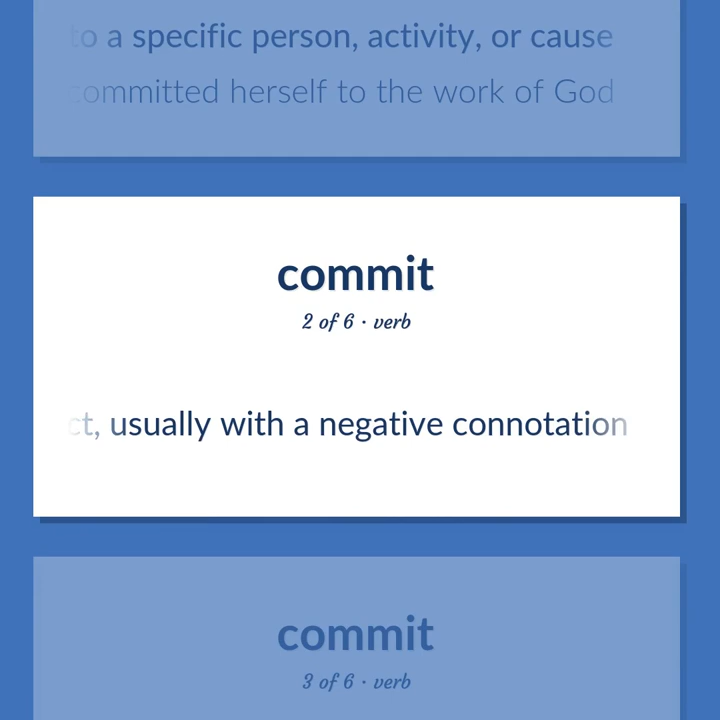 to a specific person, activity, or cause
committed herself to the work of God
commit
2 of 6 · verb
ct, usually with a negative connotation
commit
3 of 6 · verb